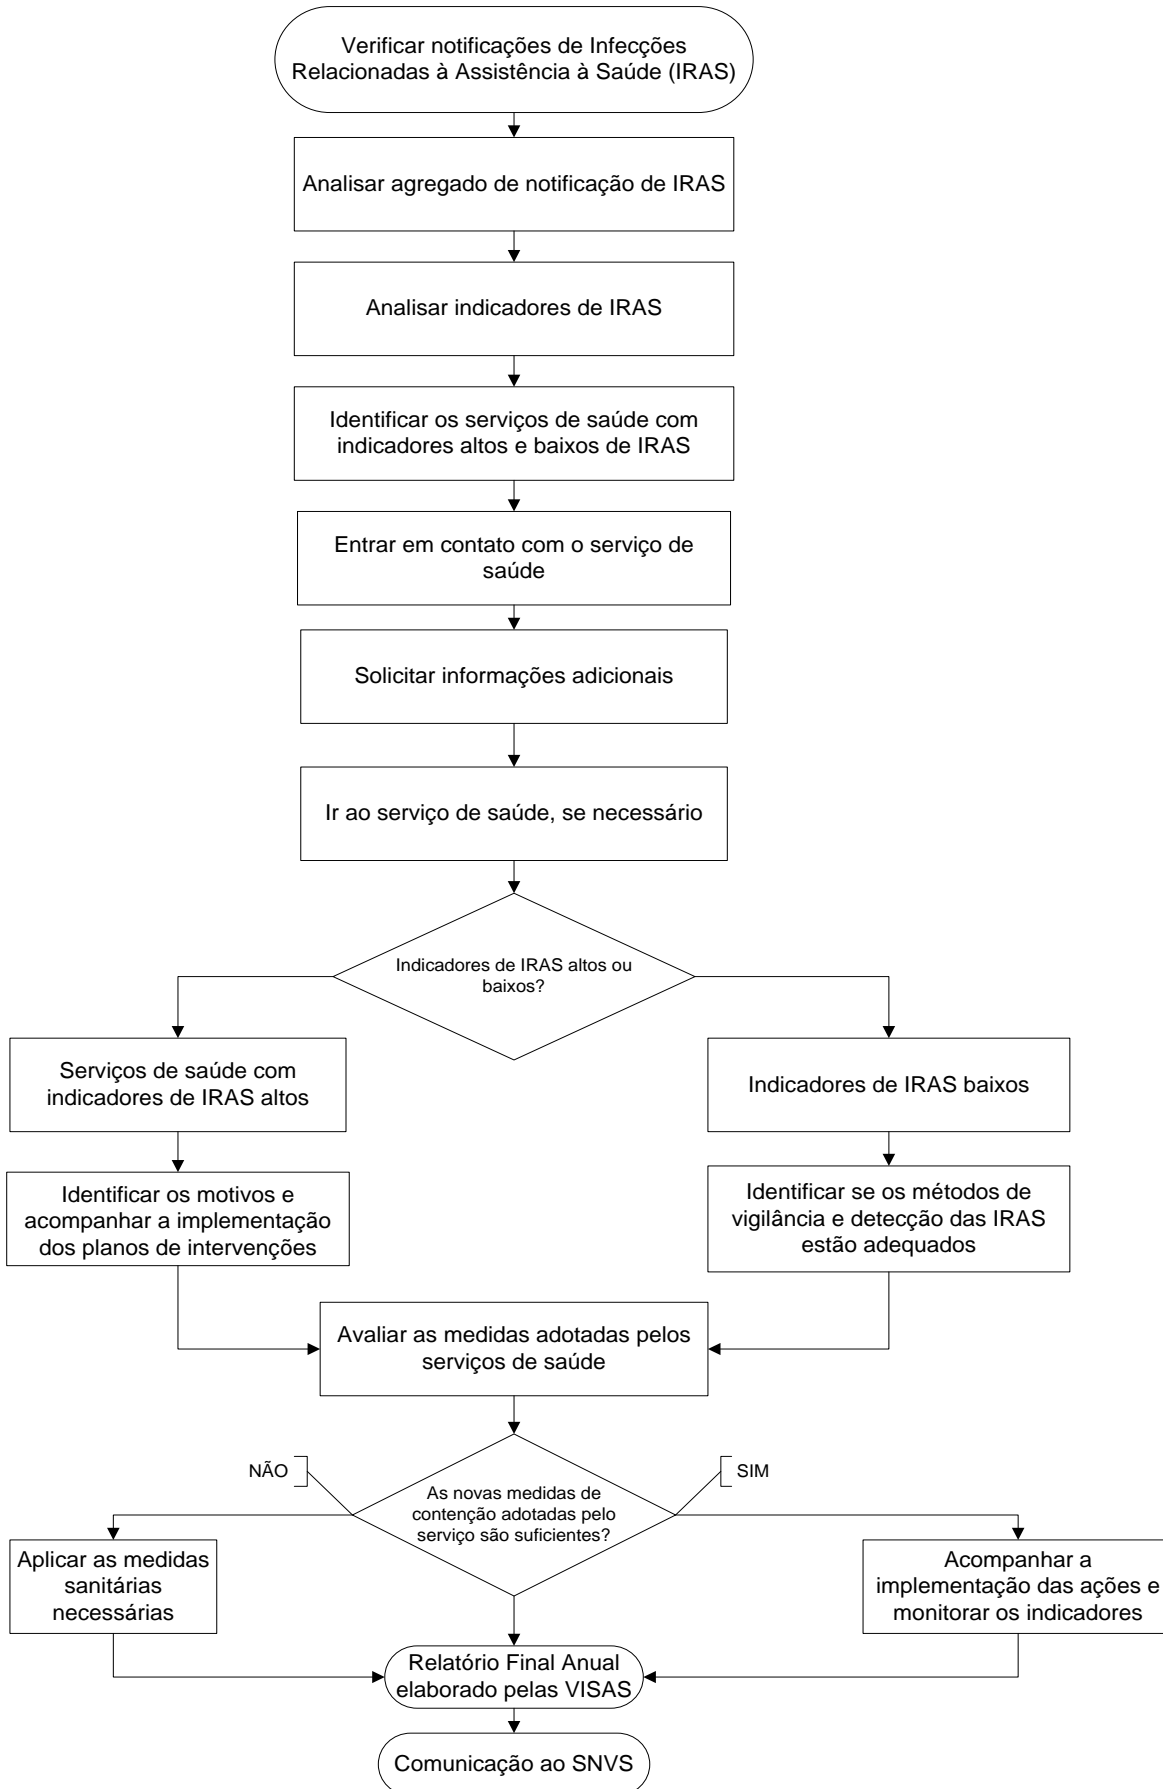 Verificar notificações de Infecções
Relacionadas à Assistência à Saúde (IRAS)
Analisar agregado de notificação de IRAS
Analisar indicadores de IRAS
Identificar os serviços de saúde com
indicadores altos e baixos de IRAS
Entrar em contato com o serviço de
saúde
Solicitar informações adicionais
Ir ao serviço de saúde, se necessário
Indicadores de IRAS altos ou
baixos?
Serviços de saúde com
indicadores de IRAS altos
Indicadores de IRAS baixos
Identificar os motivos e
acompanhar a implementação
dos planos de intervenções
Identificar se os métodos de
vigilância e detecção das IRAS
estão adequados
Avaliar as medidas adotadas pelos
serviços de saúde
NÃO
SIM
As novas medidas de
contenção adotadas pelo
serviço são suficientes?
Aplicar as medidas
sanitárias
necessárias
Acompanhar a
implementação das ações e
monitorar os indicadores
Relatório Final Anual
elaborado pelas VISAS
Comunicação ao SNVS